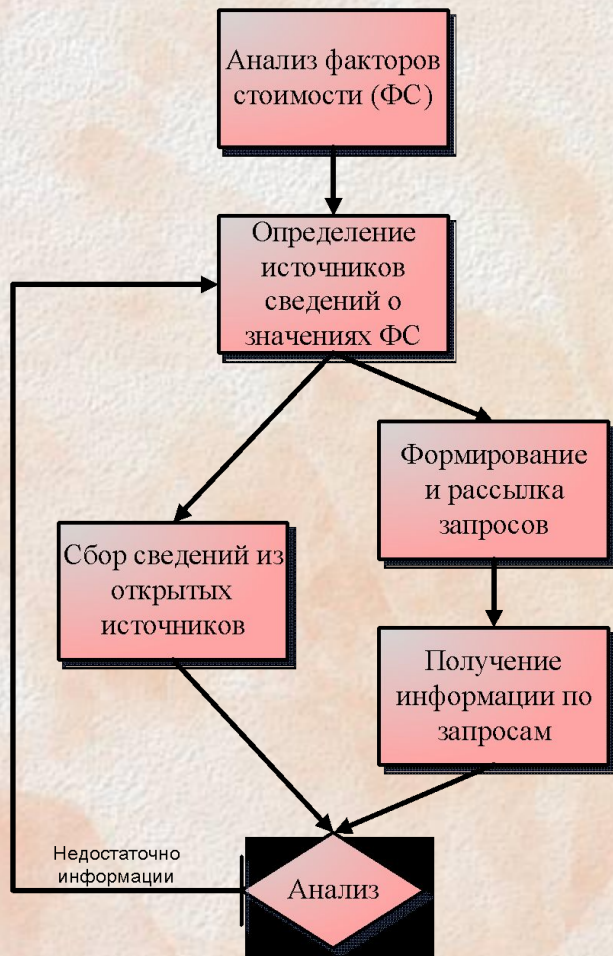 Анализ факторов
стоимости (ФС)
Определение
источников
сведений о
значениях ФС
Формирование
и рассылка
запросов
Сбор сведений из
открытых
источников
Получение
информации по
запросам
Недостаточно
информации
Анализ